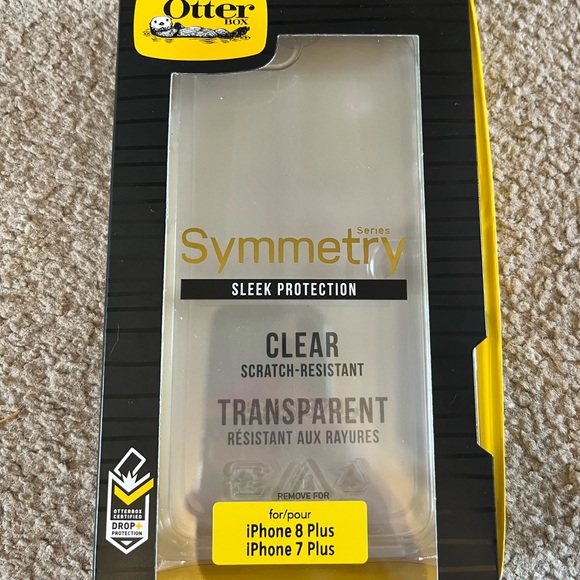 Otter
BOX
Series
Symmetry
SLEEK PROTECTION
CLEAR
SCRATCH-RESISTANT
TRANSPARENT
RÉSISTANT AUX RAYURES
REMOVE FOR
for/pour
iPhone 8 Plus
iPhone 7 Plus
OTTERBOX
CERTIFIED
DROP+
PROTECTION